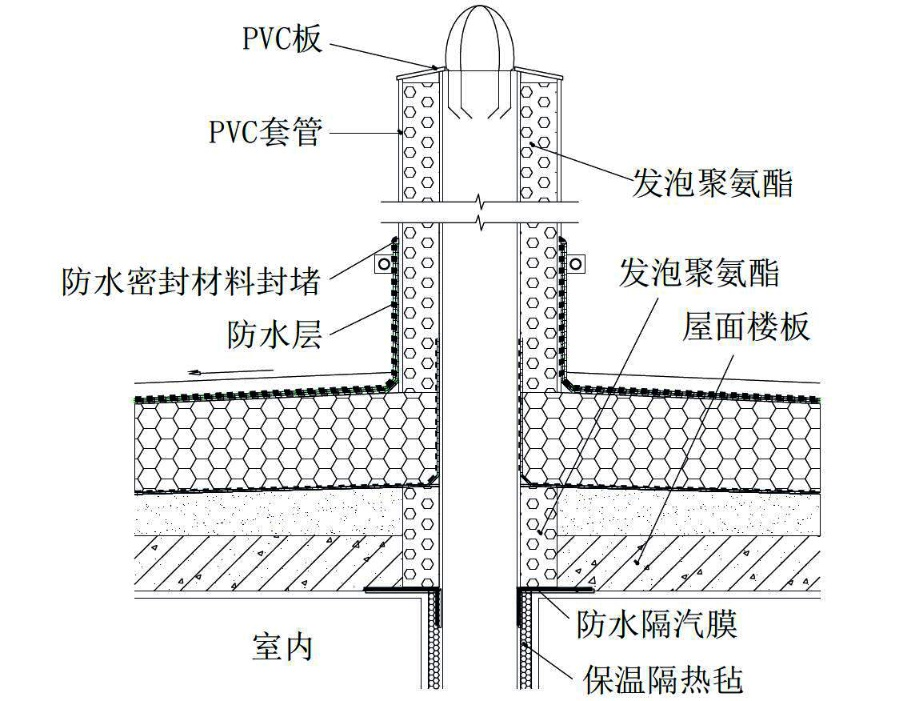 PVC板
PVC套管
发泡聚氨酯
防水密封材料封堵
发泡聚氨酯
防水层
屋面楼板
防水隔汽膜
室内
保温隔热毡